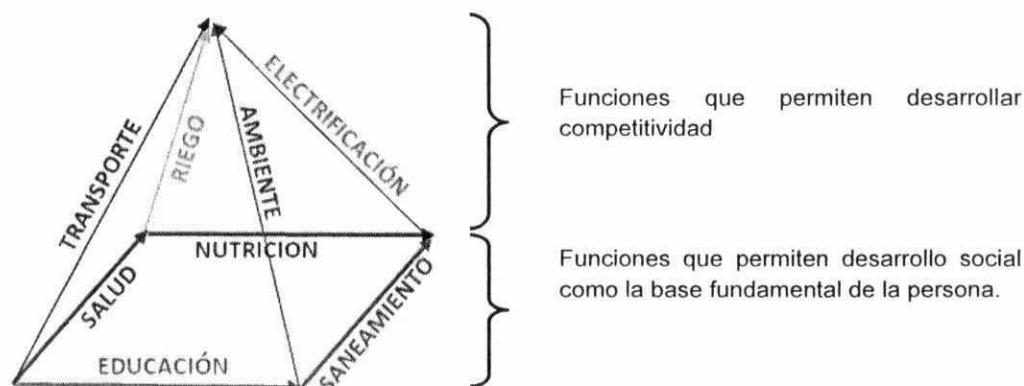 TRANSPORTE
RIEGO
AMBIENTE
ELECTRIFICACIÓN
Funciones que permiten desarrollar
competitividad
NUTRICION
SALUD
SANEAMIENTO
EDUCACIÓN
Funciones que permiten desarrollo social
como la base fundamental de la persona.